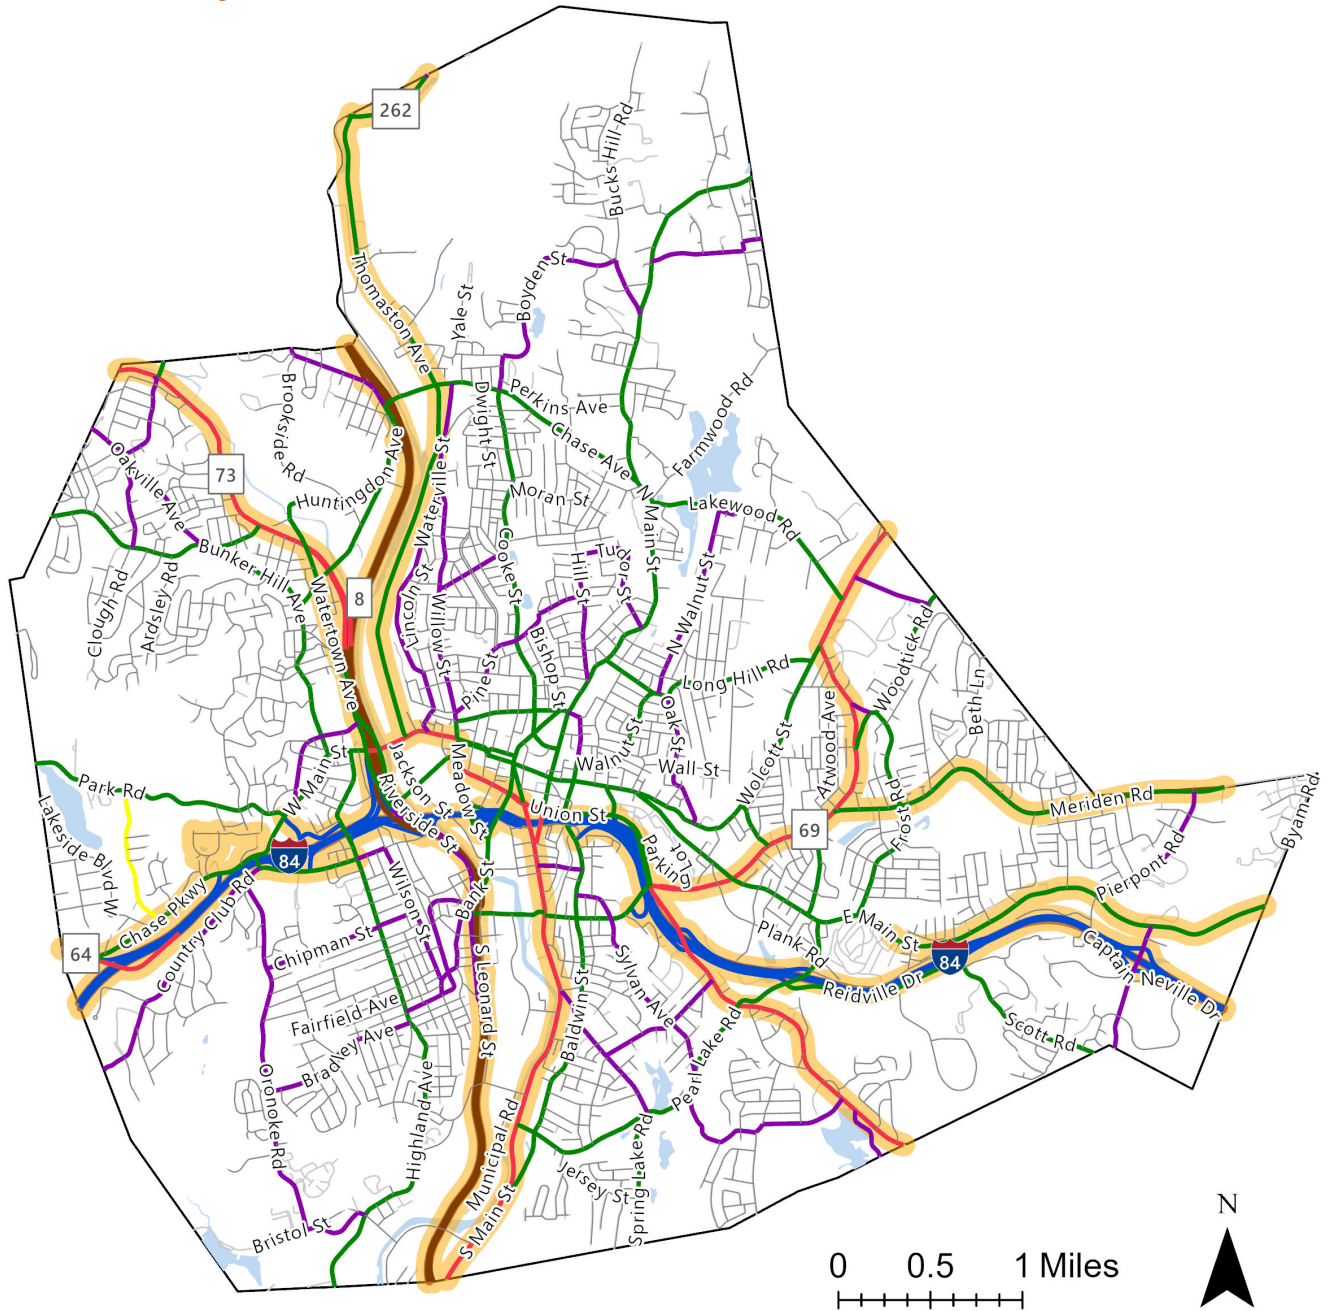 262
Bucks Hill Rd
Thomaston Ave
Yale St
Boyden St
Brookside Rd
Dwight St
Perkins Ave
Chase Ave
Farmwood Rd
Oakville Ave
73
Huntingdon Ave
Waterville St
Moran St
N Main St
Lakewood Rd
Bunker Hill Ave
Clough Rd
Ardsley Rd
Watertown Ave
8
Lincoln St
Willow St
Cooke St
Hill St
Tudor St
N Walnut St
Woodtick Rd
Pine St
Bishop St
Long Hill Rd
Oak St
Beth Ln
Atwood Ave
Wolcott St
Walnut St
Wall St
W Main St
Jackson St
Meadow St
Park Rd
Riverside St
Union St
Meriden Rd
Byam Rd
Lakeside Blvd W
69
Frost Rd
84
Parking Lot
Pierpont Rd
Chase Pkwy
Country Club Rd
Wilson St
Bank St
E Main St
64
Chipman St
S Leonard St
Sylvan Ave
Plank Rd
84
Captain Neville Dr
Reidville Dr
Fairfield Ave
Bradley Ave
Baldwin St
Scott Rd
Oronoke Rd
Highland Ave
Pearl Lake Rd
Municipal Rd
Jersey St
Spring Lake Rd
S Main St
Bristol St
N
0 0.5 1 Miles